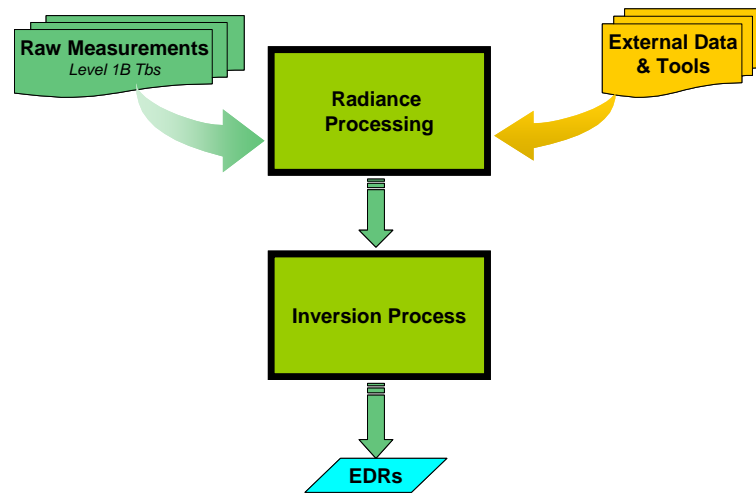 Raw Measurements
Level 1B Tbs
External Data
& Tools
Radiance
Processing
Inversion Process
EDRs